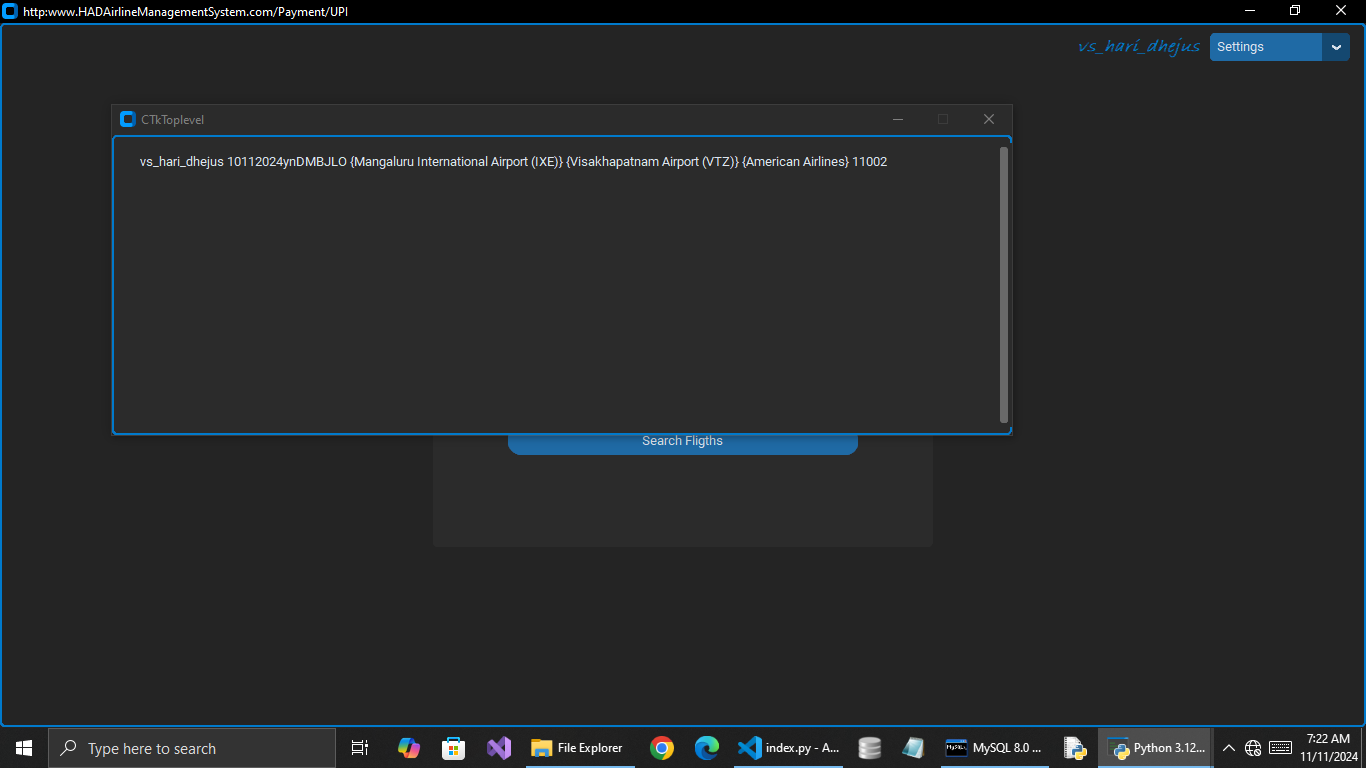 http:www.HADAirlineManagementSystem.com/Payment/UPI
vs_hari_dhejus
Settings
CTkToplevel
vs_hari_dhejus 10112024ynDMBJLO {Mangaluru International Airport (IXE)} {Visakhapatnam Airport (VTZ)} {American Airlines} 11002
Search Fligths
Type here to search
File Explorer
index.py - A...
MySQL 8.0 ...
Python 3.12...
7:22 AM
11/11/2024